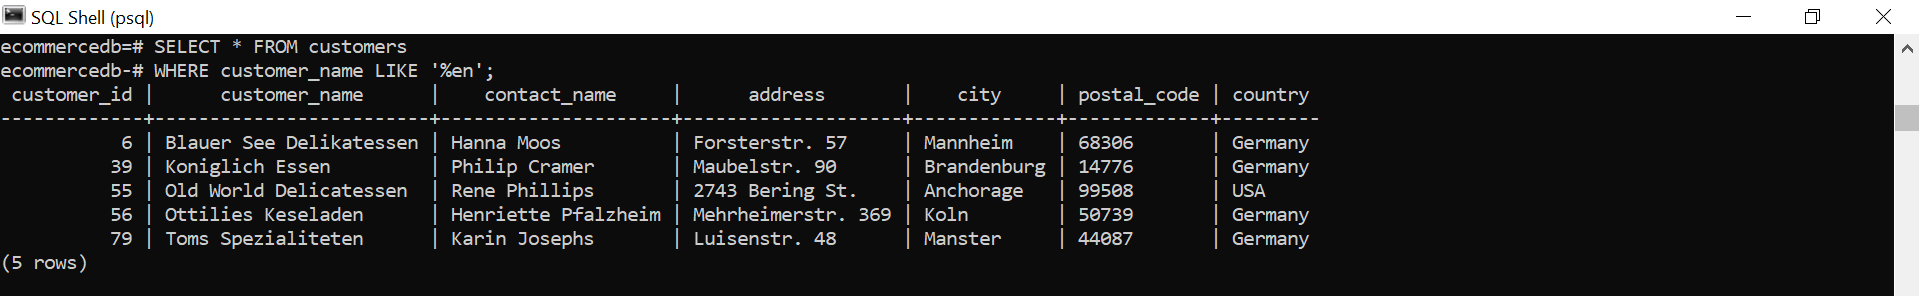 SQL Shell (psql)
ecommercedb=# SELECT * FROM customers
ecommercedb-# WHERE customer_name LIKE '%en';
 customer_id |      customer_name      |    contact_name     |      address       |    city     | postal_code | country
-------------+-------------------------+---------------------+--------------------+-------------+-------------+---------
           6 | Blauer See Delikatessen | Hanna Moos          | Forsterstr. 57     | Mannheim    | 68306       | Germany
          39 | Koniglich Essen         | Philip Cramer       | Maubelstr. 90      | Brandenburg | 14776       | Germany
          55 | Old World Delicatessen  | Rene Phillips       | 2743 Bering St.    | Anchorage   | 99508       | USA
          56 | Ottilies Keseladen      | Henriette Pfalzheim | Mehrheimerstr. 369 | Koln        | 50739       | Germany
          79 | Toms Spezialiteten      | Karin Josephs       | Luisenstr. 48      | Manster     | 44087       | Germany
(5 rows)